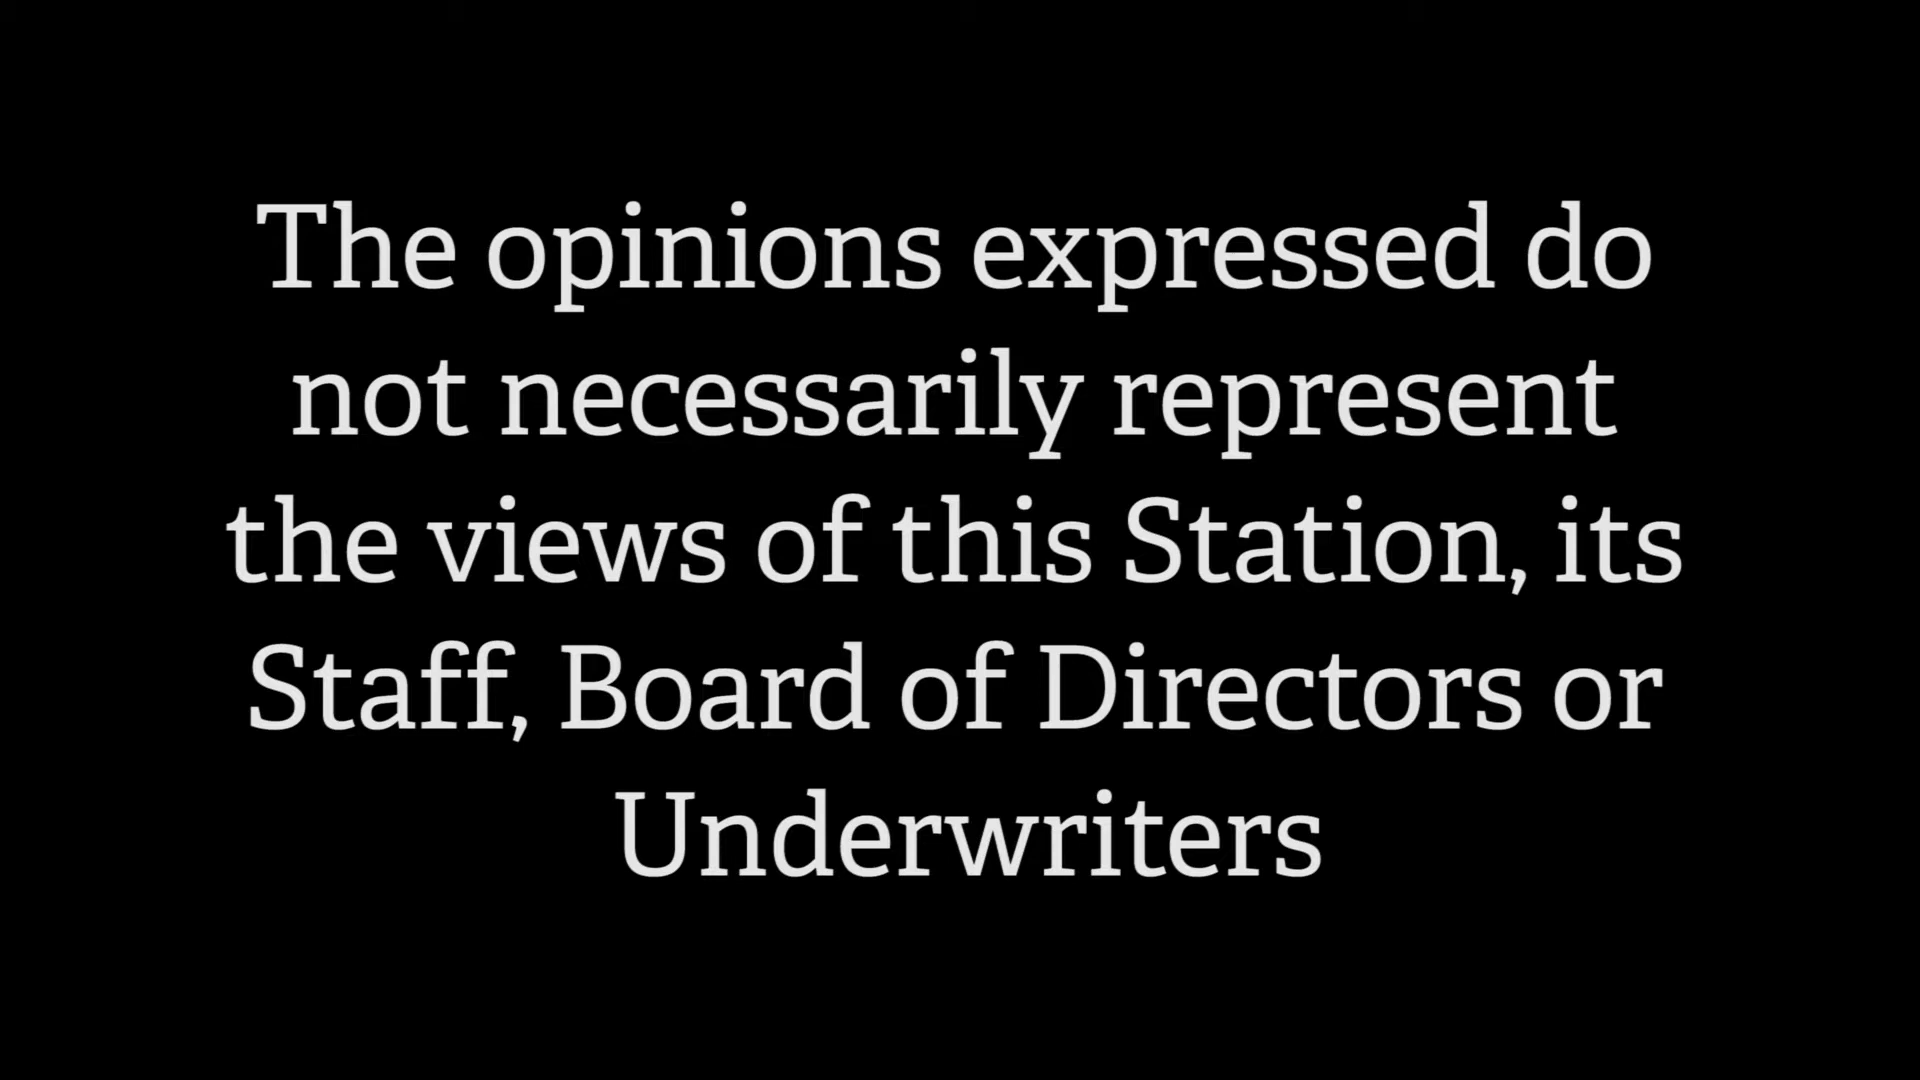 The opinions expressed do
not necessarily represent
the views of this Station, its
Staff, Board of Directors or
Underwriters